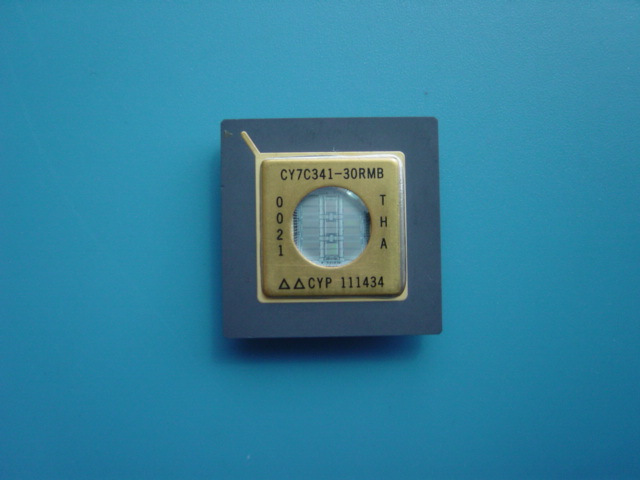 CY7C341-30RMB
0021
THA
△△CYP 111434